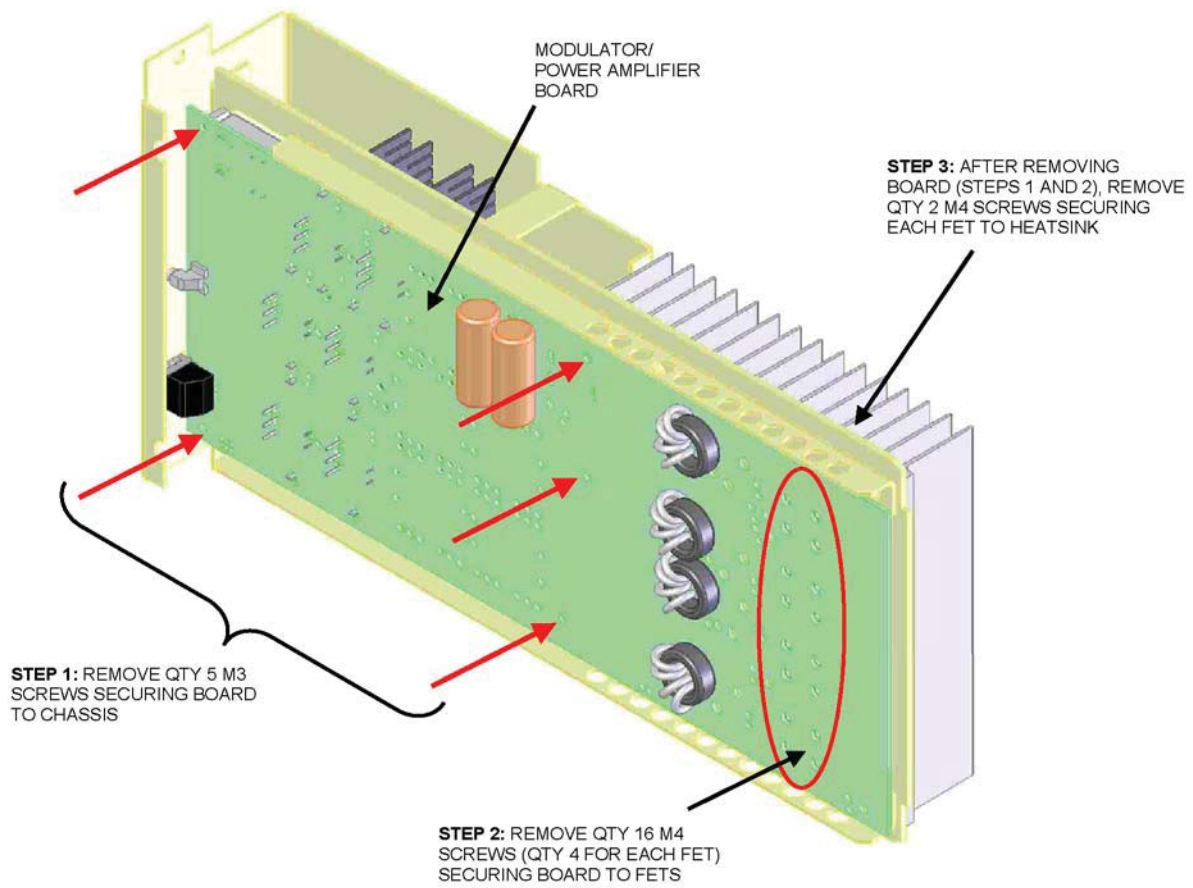 MODULATOR/
POWER AMPLIFIER
BOARD
STEP 3: AFTER REMOVING
BOARD (STEPS 1 AND 2), REMOVE
QTY 2 M4 SCREWS SECURING
EACH FET TO HEATSINK
STEP 1: REMOVE QTY 5 M3
SCREWS SECURING BOARD
TO CHASSIS
STEP 2: REMOVE QTY 16 M4
SCREWS (QTY 4 FOR EACH FET)
SECURING BOARD TO FETS